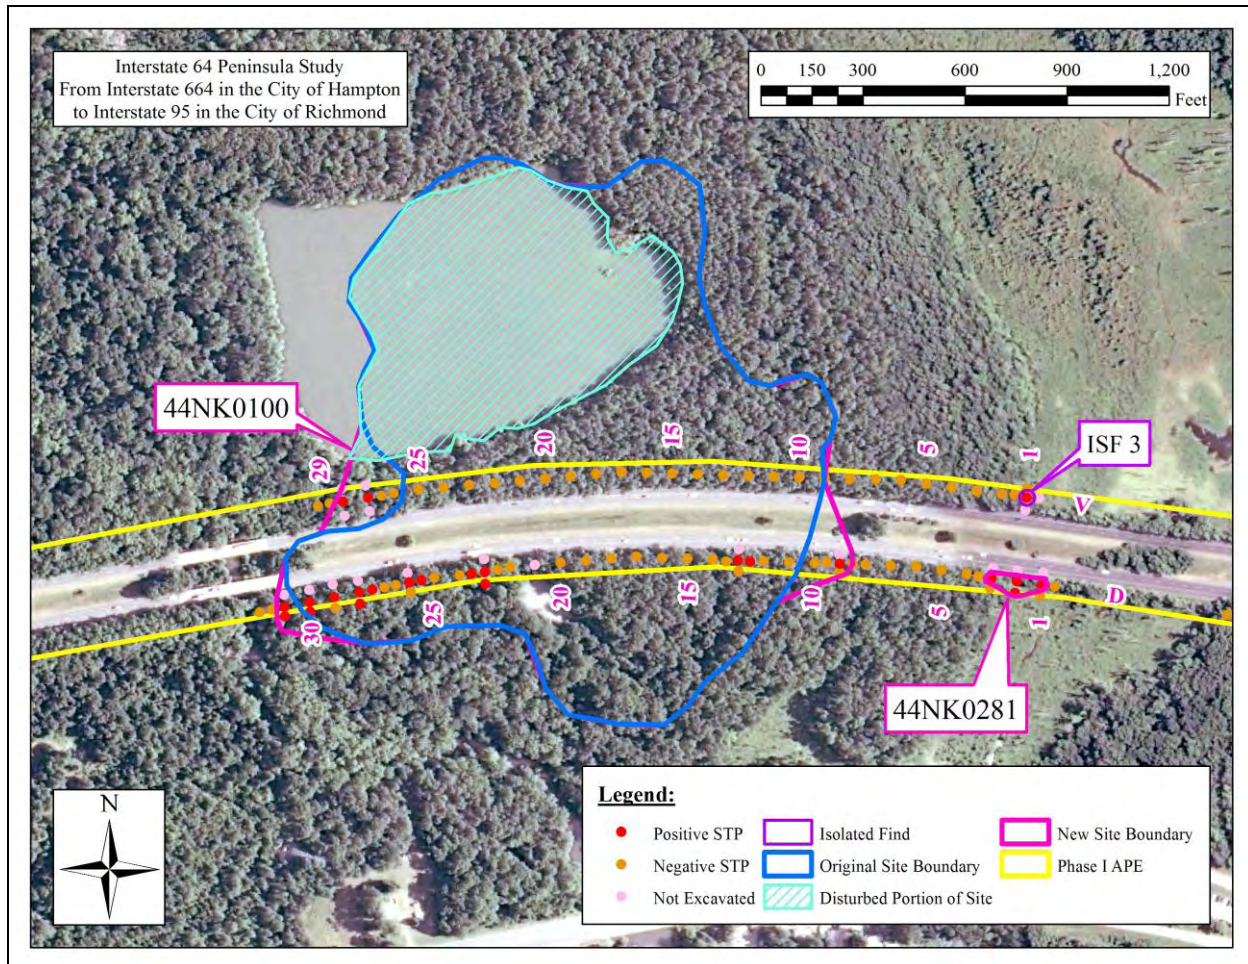 Interstate 64 Peninsula Study
From Interstate 664 in the City of Hampton
to Interstate 95 in the City of Richmond
0 150 300 600 900 1,200
Feet
44NK0100
29
25
20
15
10
5
1
ISF 3
V
30
25
20
15
10
5
1
D
44NK0281
N
Legend:
Positive STP
Isolated Find
New Site Boundary
Negative STP
Original Site Boundary
Phase I APE
Not Excavated
Disturbed Portion of Site